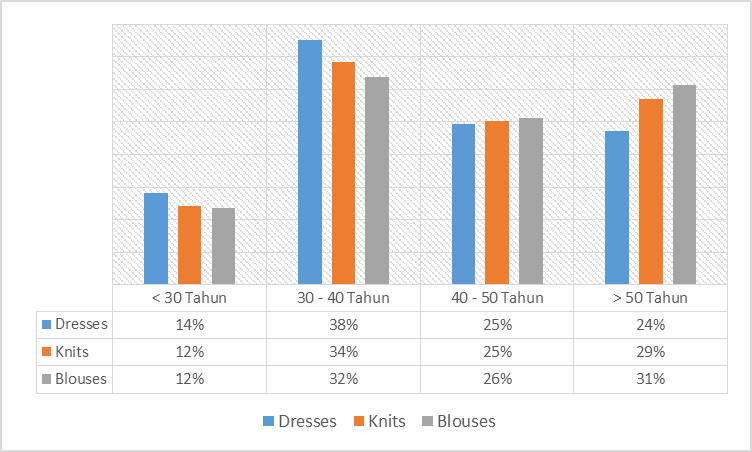 < 30 Tahun 30 - 40 Tahun 40 - 50 Tahun > 50 Tahun
Dresses 14% 38% 25% 24%
Knits 12% 34% 25% 29%
Blouses 12% 32% 26% 31%
Dresses Knits Blouses